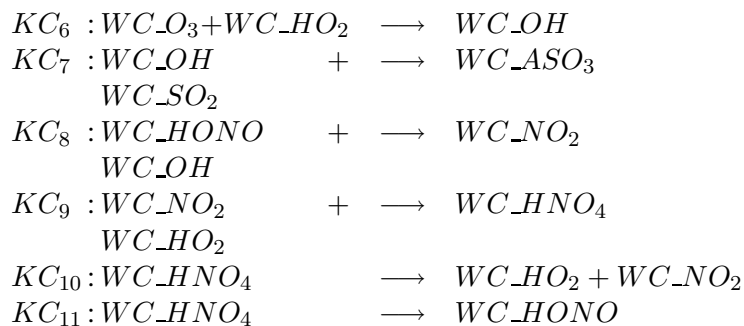 KC₆ : WC_O₃+WC_HO₂ ⟶ WC_OH
KC₇ : WC_OH + ⟶ WC_ASO₃
WC_SO₂
KC₈ : WC_HONO + ⟶ WC_NO₂
WC_OH
KC₉ : WC_NO₂ + ⟶ WC_HNO₄
WC_HO₂
KC₁₀ : WC_HNO₄ ⟶ WC_HO₂ + WC_NO₂
KC₁₁ : WC_HNO₄ ⟶ WC_HONO